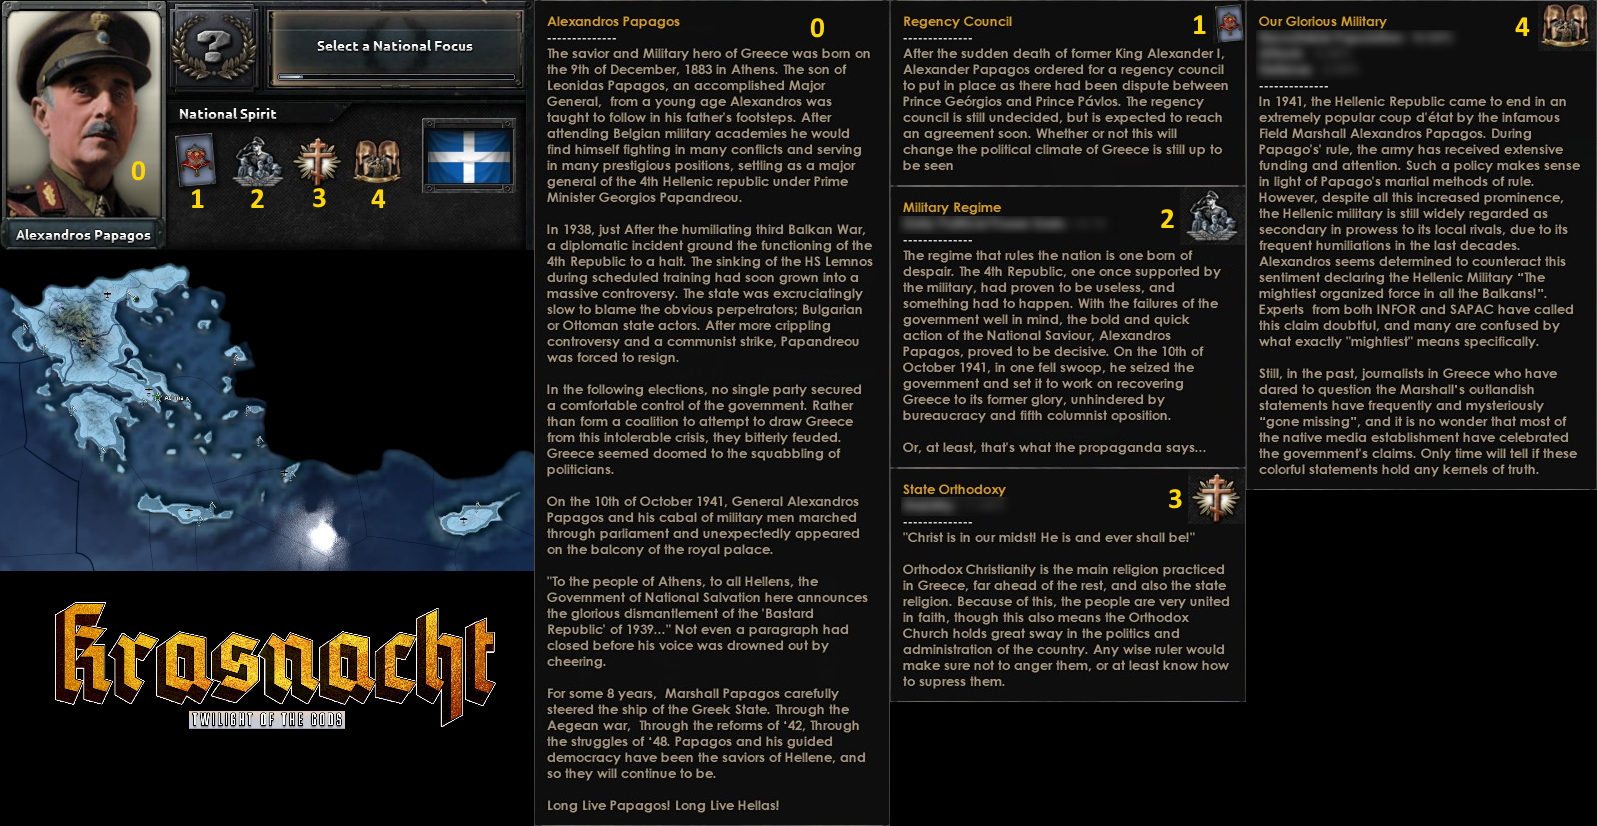 Select a National Focus
National Spirit
0
1
2
3
4
Alexandros Papagos
Athina
Krasnacht
TWILIGHT OF THE GODS
Alexandros Papagos
0
--------------
The savior and Military hero of Greece was born on
the 9th of December, 1883 in Athens. The son of
Leonidas Papagos, an accomplished Major
General, from a young age Alexandros was
taught to follow in his father's footsteps. After
attending Belgian military academies he would
find himself fighting in many conflicts and serving
in many prestigious positions, settling as a major
general of the 4th Hellenic republic under Prime
Minister Georgios Papandreou.
In 1938, just After the humiliating third Balkan War,
a diplomatic incident ground the functioning of the
4th Republic to a halt. The sinking of the HS Lemnos
during scheduled training had soon grown into a
massive controversy. The state was excruciatingly
slow to blame the obvious perpetrators; Bulgarian
or Ottoman state actors. After more crippling
controversy and a communist strike, Papandreou
was forced to resign.
In the following elections, no single party secured
a comfortable control of the government. Rather
than form a coalition to attempt to draw Greece
from this intolerable crisis, they bitterly feuded.
Greece seemed doomed to the squabbling of
politicians.
On the 10th of October 1941, General Alexandros
Papagos and his cabal of military men marched
through parliament and unexpectedly appeared
on the balcony of the royal palace.
"To the people of Athens, to all Hellens, the
Government of National Salvation here announces
the glorious dismantlement of the 'Bastard
Republic' of 1939..." Not even a paragraph had
closed before his voice was drowned out by
cheering.
For some 8 years, Marshall Papagos carefully
steered the ship of the Greek State. Through the
Aegean war, Through the reforms of '42, Through
the struggles of '48. Papagos and his guided
democracy have been the saviors of Hellene, and
so they will continue to be.
Long Live Papagos! Long Live Hellas!
Regency Council
1
--------------
After the sudden death of former King Alexander I,
Alexander Papagos ordered for a regency council
to put in place as there had been dispute between
Prince Geórgios and Prince Pávlos. The regency
council is still undecided, but is expected to reach
an agreement soon. Whether or not this will
change the political climate of Greece is still up to
be seen
Military Regime
2
--------------
The regime that rules the nation is one born of
despair. The 4th Republic, one once supported by
the military, had proven to be useless, and
something had to happen. With the failures of the
government well in mind, the bold and quick
action of the National Saviour, Alexandros
Papagos, proved to be decisive. On the 10th of
October 1941, in one fell swoop, he seized the
government and set it to work on recovering
Greece to its former glory, unhindered by
bureaucracy and fifth columnist oposition.
Or, at least, that's what the propaganda says...
State Orthodoxy
3
--------------
"Christ is in our midst! He is and ever shall be!"
Orthodox Christianity is the main religion practiced
in Greece, far ahead of the rest, and also the state
religion. Because of this, the people are very united
in faith, though this also means the Orthodox
Church holds great sway in the politics and
administration of the country. Any wise ruler would
make sure not to anger them, or at least know how
to supress them.
Our Glorious Military
4
--------------
In 1941, the Hellenic Republic came to end in an
extremely popular coup d'état by the infamous
Field Marshall Alexandros Papagos. During
Papago's rule, the army has received extensive
funding and attention. Such a policy makes sense
in light of Papago's martial methods of rule.
However, despite all this increased prominence,
the Hellenic military is still widely regarded as
secondary in prowess to its local rivals, due to its
frequent humiliations in the last decades.
Alexandros seems determined to counteract this
sentiment declaring the Hellenic Military "The
mightiest organized force in all the Balkans!".
Experts from both INFOR and SAPAC have called
this claim doubtful, and many are confused by
what exactly "mightiest" means specifically.
Still, in the past, journalists in Greece who have
dared to question the Marshall's outlandish
statements have frequently and mysteriously
"gone missing", and it is no wonder that most of
the native media establishment have celebrated
the government's claims. Only time will tell if these
colorful statements hold any kernels of truth.